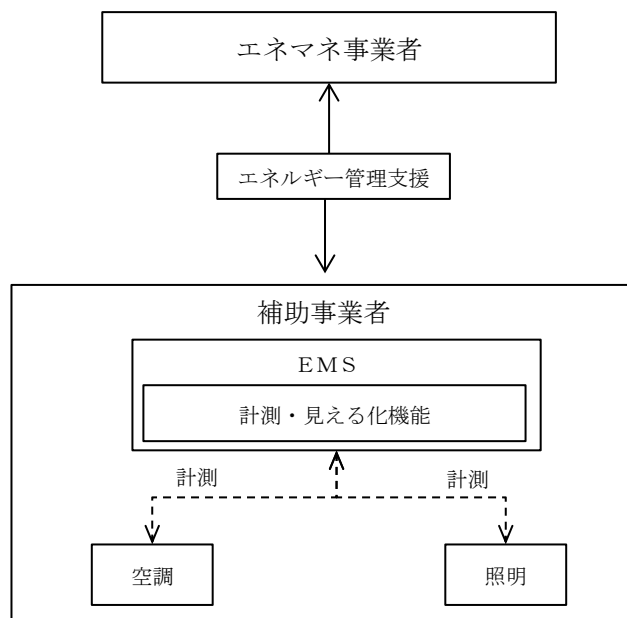 エネマネ事業者
エネルギー管理支援
補助事業者
ＥＭＳ
計測・見える化機能
計測
計測
空調
照明